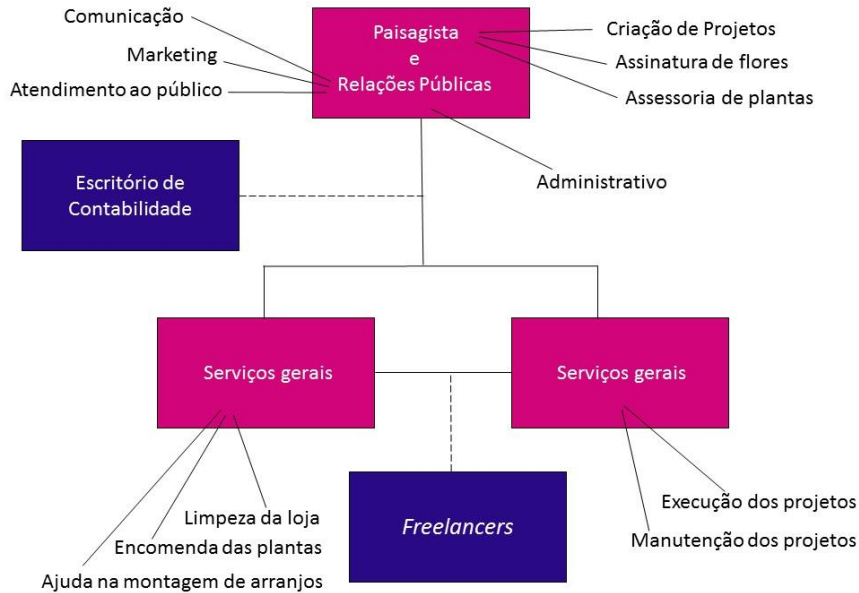 Comunicação
Marketing
Atendimento ao público
Paisagista
e
Relações Públicas
Criação de Projetos
Assinatura de flores
Assessoria de plantas
Administrativo
Escritório de
Contabilidade
Serviços gerais
Serviços gerais
Limpeza da loja
Encomenda das plantas
Ajuda na montagem de arranjos
Freelancers
Execução dos projetos
Manutenção dos projetos